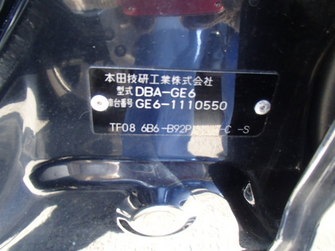 本田技研工業株式会社
型式 DBA-GE6
車台番号 GE6-1110550
TF08 6B6-B92P C -S